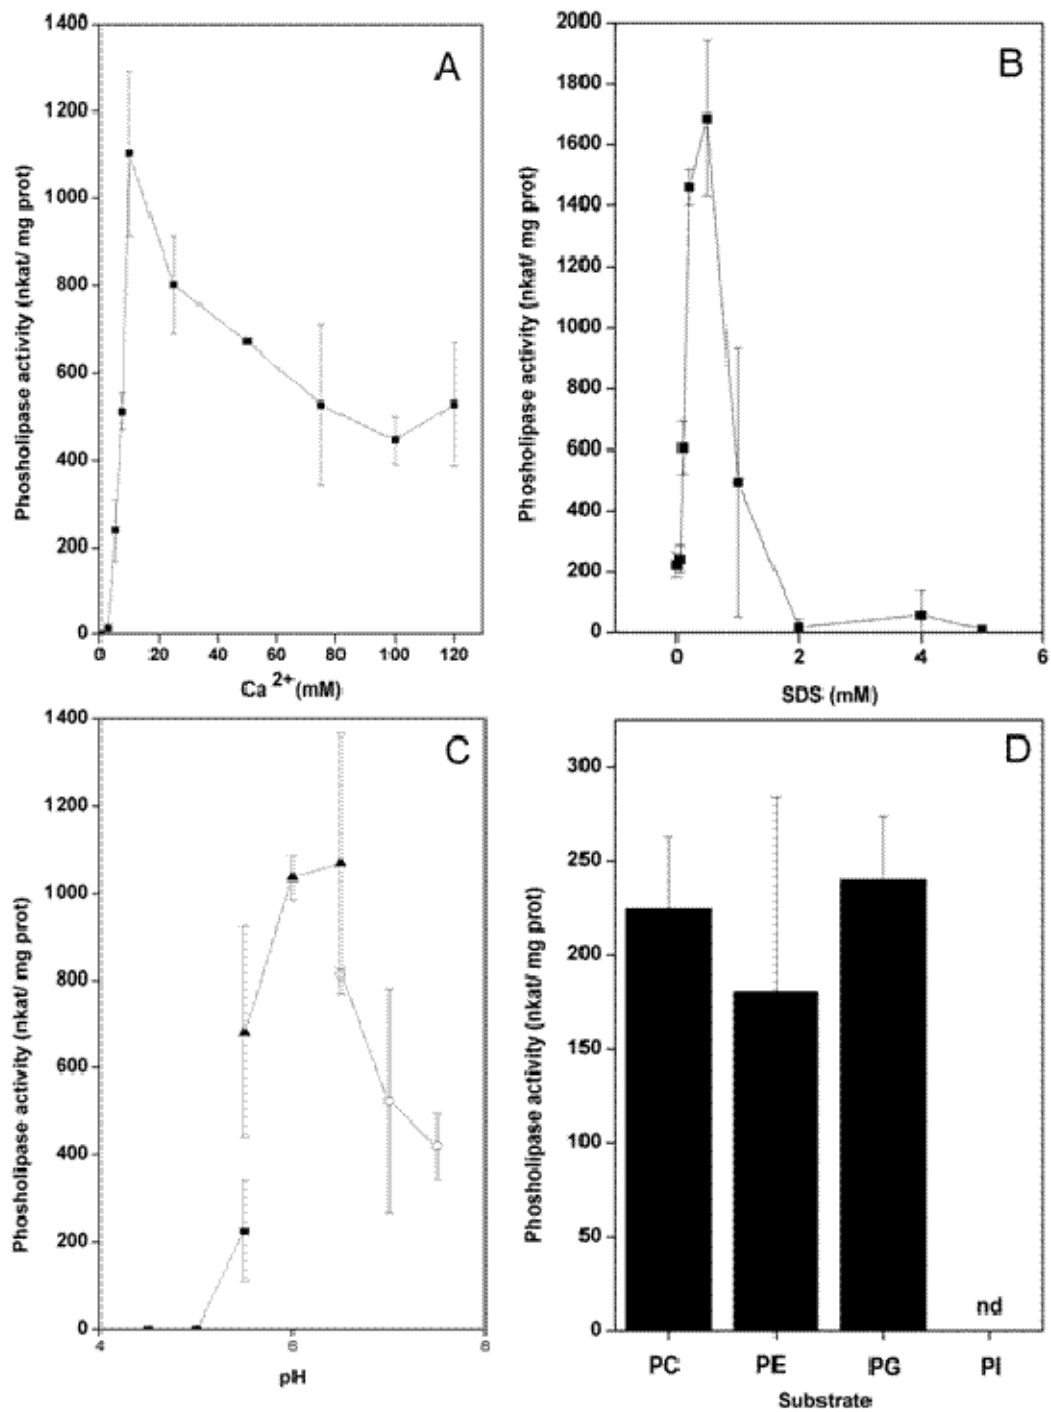 1400
1200
1000
800
600
400
200
0
A
Phosholipase activity (nkat/ mg prot)
0 20 40 60 80 100 120
Ca 2+ (mM)
2000
1800
1600
1400
1200
1000
800
600
400
200
0
B
Phosholipase activity (nkat/ mg prot)
0 2 4 6
SDS (mM)
1400
1200
1000
800
600
400
200
0
C
Phosholipase activity (nkat/ mg prot)
4 6 8
pH
300
250
200
150
100
50
0
D
Phosholipase activity (nkat/ mg prot)
nd
PC PE PG PI
Substrate